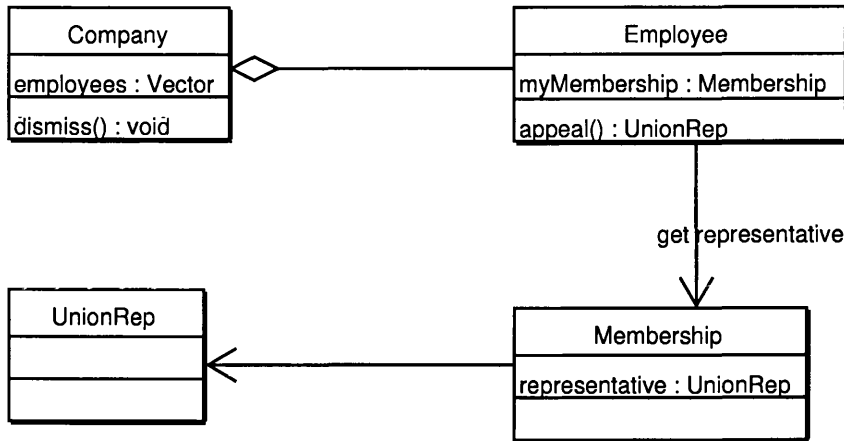 Company
employees : Vector
dismiss() : void
Employee
myMembership : Membership
appeal() : UnionRep
get representative
UnionRep
Membership
representative : UnionRep